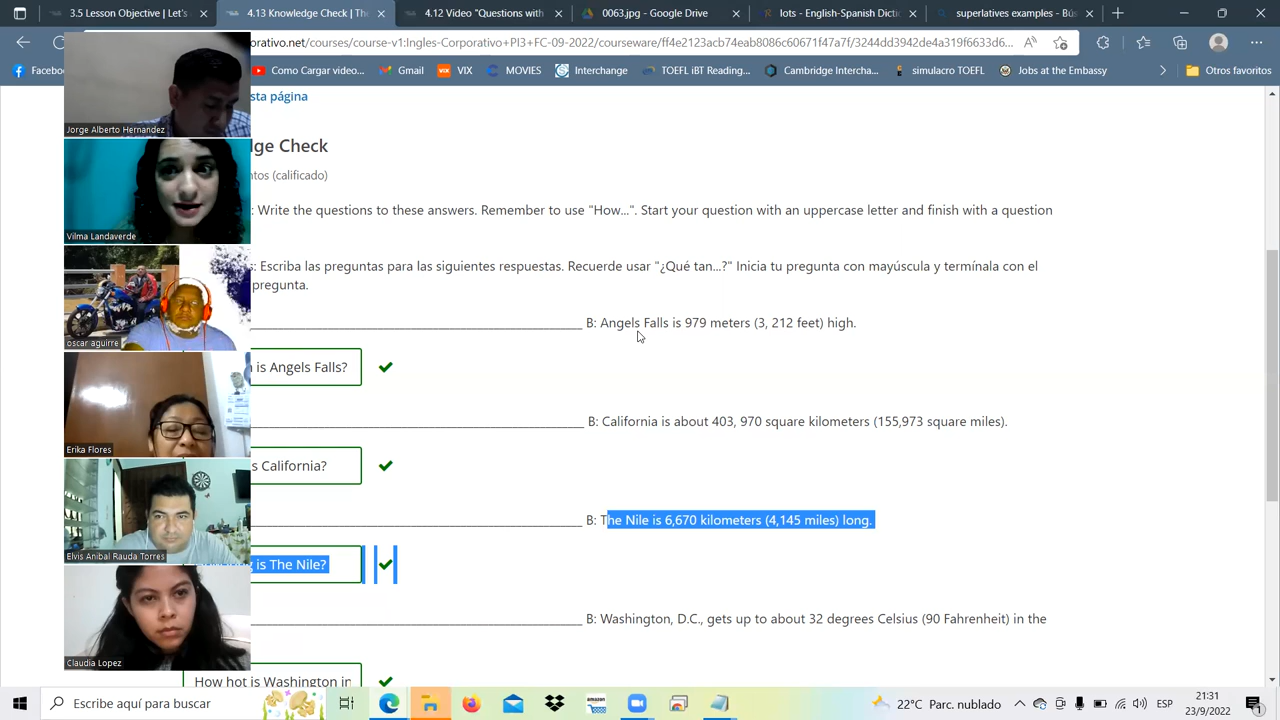 3.5 Lesson Objective | Let's
4.13 Knowledge Check | The
4.12 Video "Questions with
0063.jpg - Google Drive
lots - English-Spanish Dicti
Superlatives examples - Bús
orativo.net/courses/course-v1:Ingles-Corporativo+PI3+FC-09-2022/courseware/ff4e2123acb74eab8086c60671f47a7f/3244dd3942de4a319f6633d6...
Como Cargar video...
Gmail
VIX
MOVIES
Interchange
TOEFL iBT Reading...
Cambridge Intercha...
Simulacro TOEFL
Jobs at the Embassy
Otros favoritos
sta página
Jorge Alberto Hernandez
ge Check
ntos (calificado)
: Write the questions to these answers. Remember to use "How...". Start your question with an uppercase letter and finish with a question
Vilma Landaverde
s: Escriba las preguntas para las siguientes respuestas. Recuerde usar "¿Qué tan...?" Inicia tu pregunta con mayúscula y termínala con el
pregunta.
B: Angels Falls is 979 meters (3, 212 feet) high.
oscar aguirre
is Angels Falls?
B: California is about 403, 970 square kilometers (155,973 square miles).
Erika Flores
s California?
B: The Nile is 6,670 kilometers (4,145 miles) long.
Elvis Anibal Rauda Torres
is The Nile?
B: Washington, D.C., gets up to about 32 degrees Celsius (90 Fahrenheit) in the
Claudia Lopez
How hot is Washington in
Escribe aquí para buscar
22°C Parc. nublado
ESP
21:31
23/9/2022
1